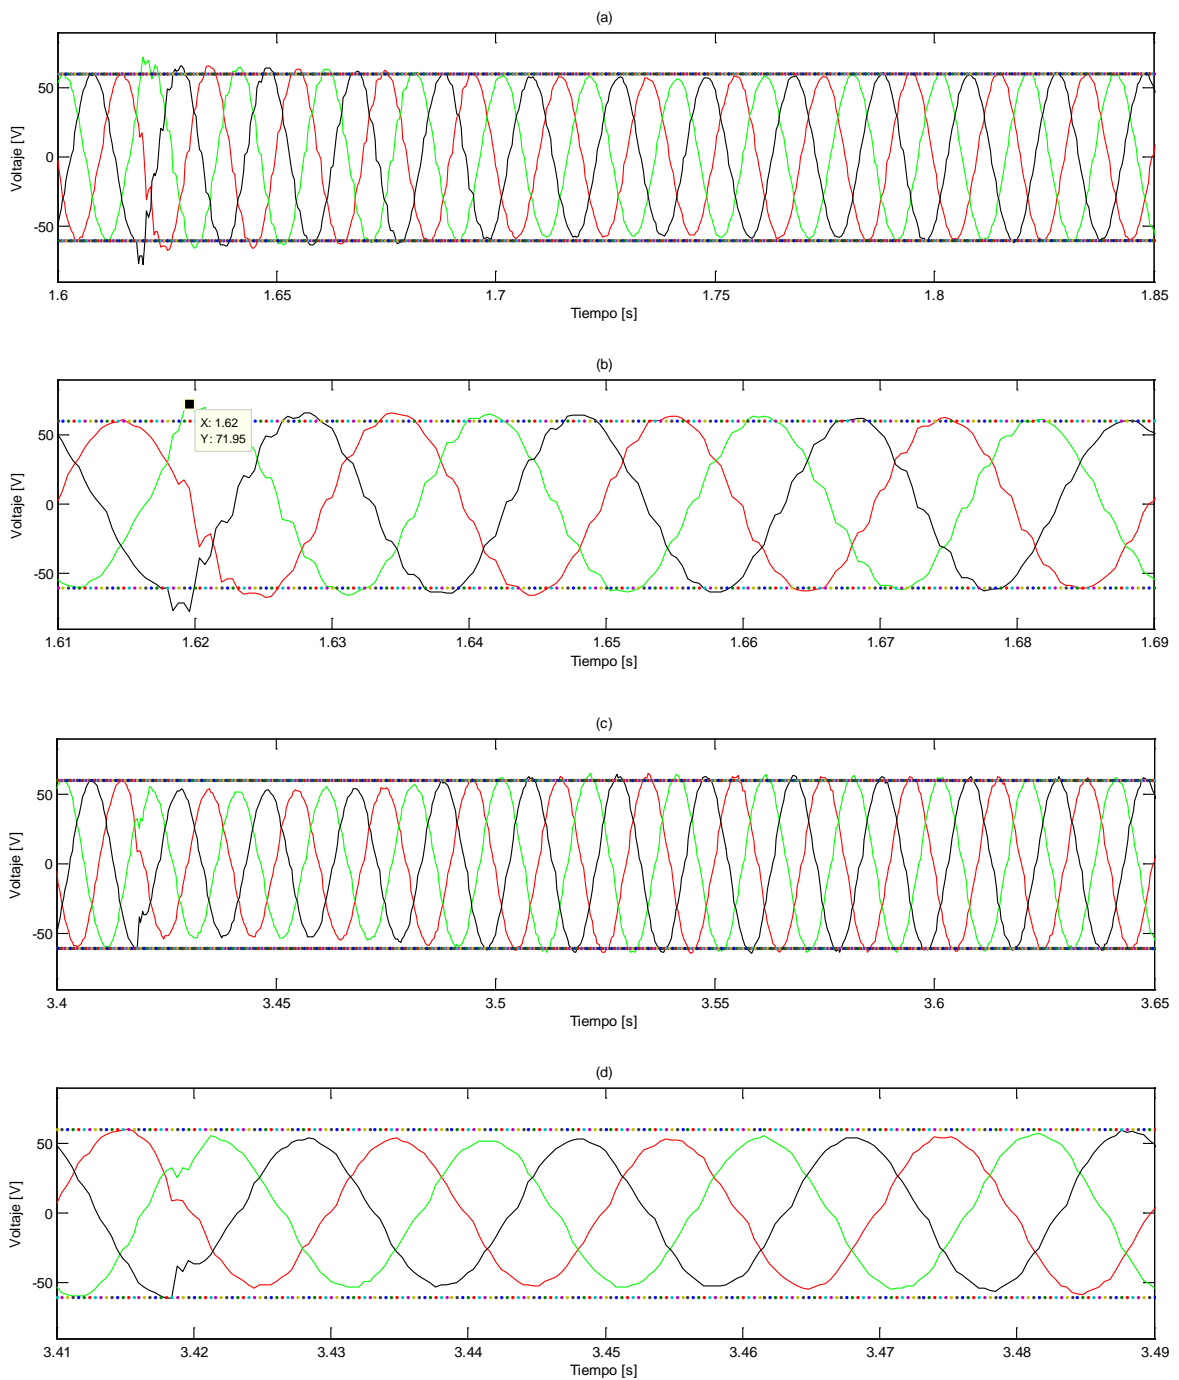 (a)
50
0
-50
Voltaje [V]
1.6 1.65 1.7 1.75 1.8 1.85
Tiempo [s]
(b)
X: 1.62
Y: 71.95
50
0
-50
Voltaje [V]
1.61 1.62 1.63 1.64 1.65 1.66 1.67 1.68 1.69
Tiempo [s]
(c)
50
0
-50
Voltaje [V]
3.4 3.45 3.5 3.55 3.6 3.65
Tiempo [s]
(d)
50
0
-50
Voltaje [V]
3.41 3.42 3.43 3.44 3.45 3.46 3.47 3.48 3.49
Tiempo [s]